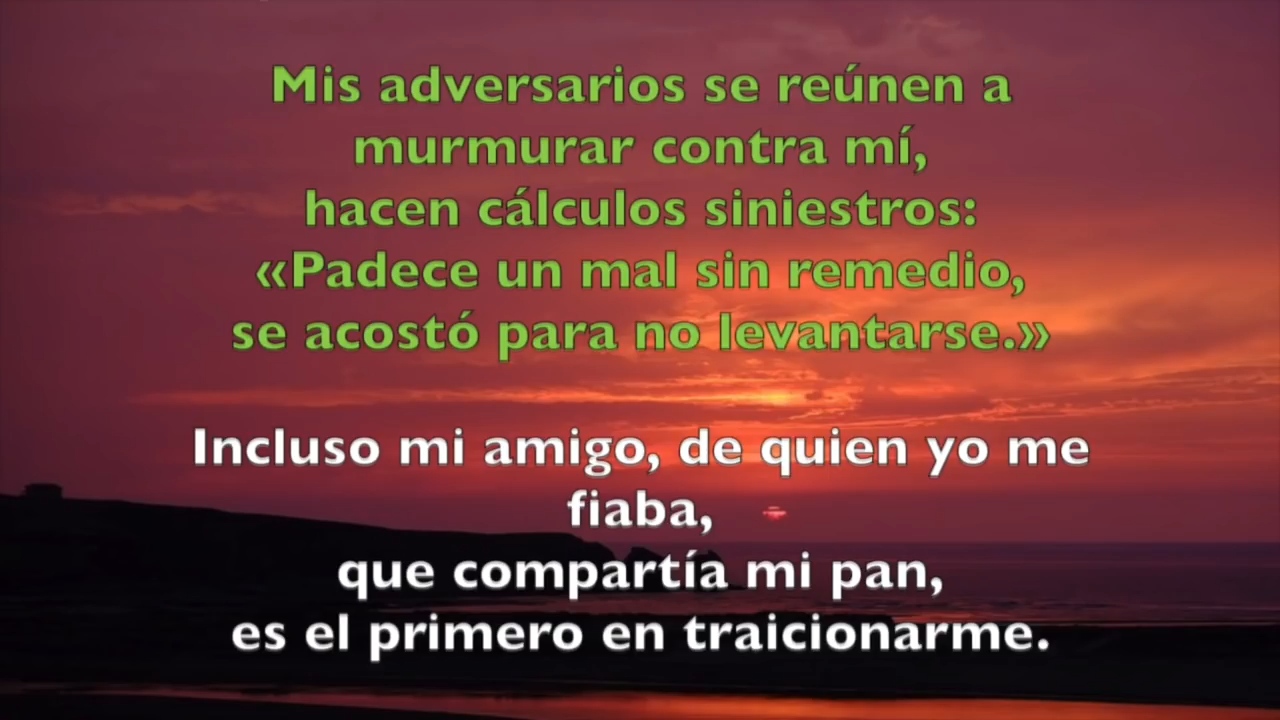 Mis adversarios se reúnen a
murmurar contra mí,
hacen cálculos siniestros:
«Padece un mal sin remedio,
se acostó para no levantarse.»
Incluso mi amigo, de quien yo me
fiaba,
que compartía mi pan,
es el primero en traicionarme.